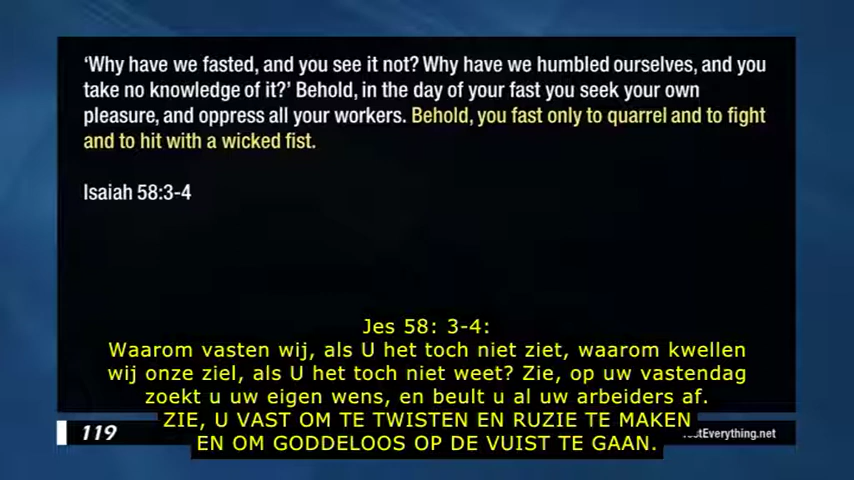 ‘Why have we fasted, and you see it not? Why have we humbled ourselves, and you
take no knowledge of it?’ Behold, in the day of your fast you seek your own
pleasure, and oppress all your workers. Behold, you fast only to quarrel and to fight
and to hit with a wicked fist.
Isaiah 58:3-4
Jes 58: 3-4:
Waarom vasten wij, als U het toch niet ziet, waarom kwellen
wij onze ziel, als U het toch niet weet? Zie, op uw vastendag
zoekt u uw eigen wens, en beult u al uw arbeiders af.
ZIE, U VAST OM TE TWISTEN EN RUZIE TE MAKEN
EN OM GODDELOOS OP DE VUIST TE GAAN.
119